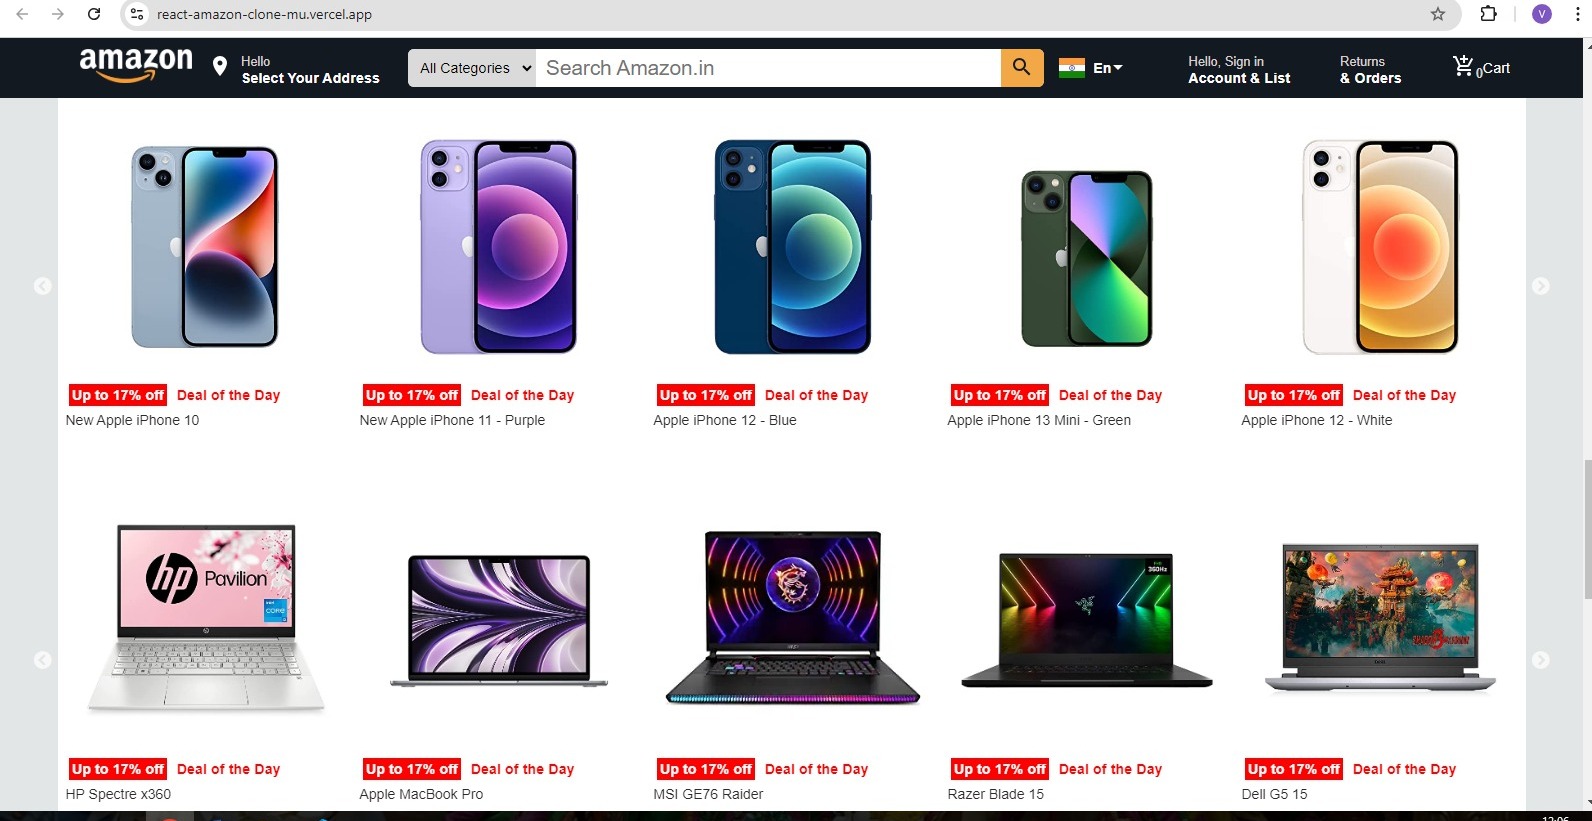 react-amazon-clone-mu.vercel.app
V
amazon
Hello
Select Your Address
All Categories
Search Amazon.in
En
Hello, Sign in
Account & List
Returns
& Orders
0
Cart
Up to 17% off Deal of the Day
New Apple iPhone 10
Up to 17% off Deal of the Day
New Apple iPhone 11 - Purple
Up to 17% off Deal of the Day
Apple iPhone 12 - Blue
Up to 17% off Deal of the Day
Apple iPhone 13 Mini - Green
Up to 17% off Deal of the Day
Apple iPhone 12 - White
hp Pavilion
intel
CORE
360Hz
DELL
Up to 17% off Deal of the Day
HP Spectre x360
Up to 17% off Deal of the Day
Apple MacBook Pro
Up to 17% off Deal of the Day
MSI GE76 Raider
Up to 17% off Deal of the Day
Razer Blade 15
Up to 17% off Deal of the Day
Dell G5 15